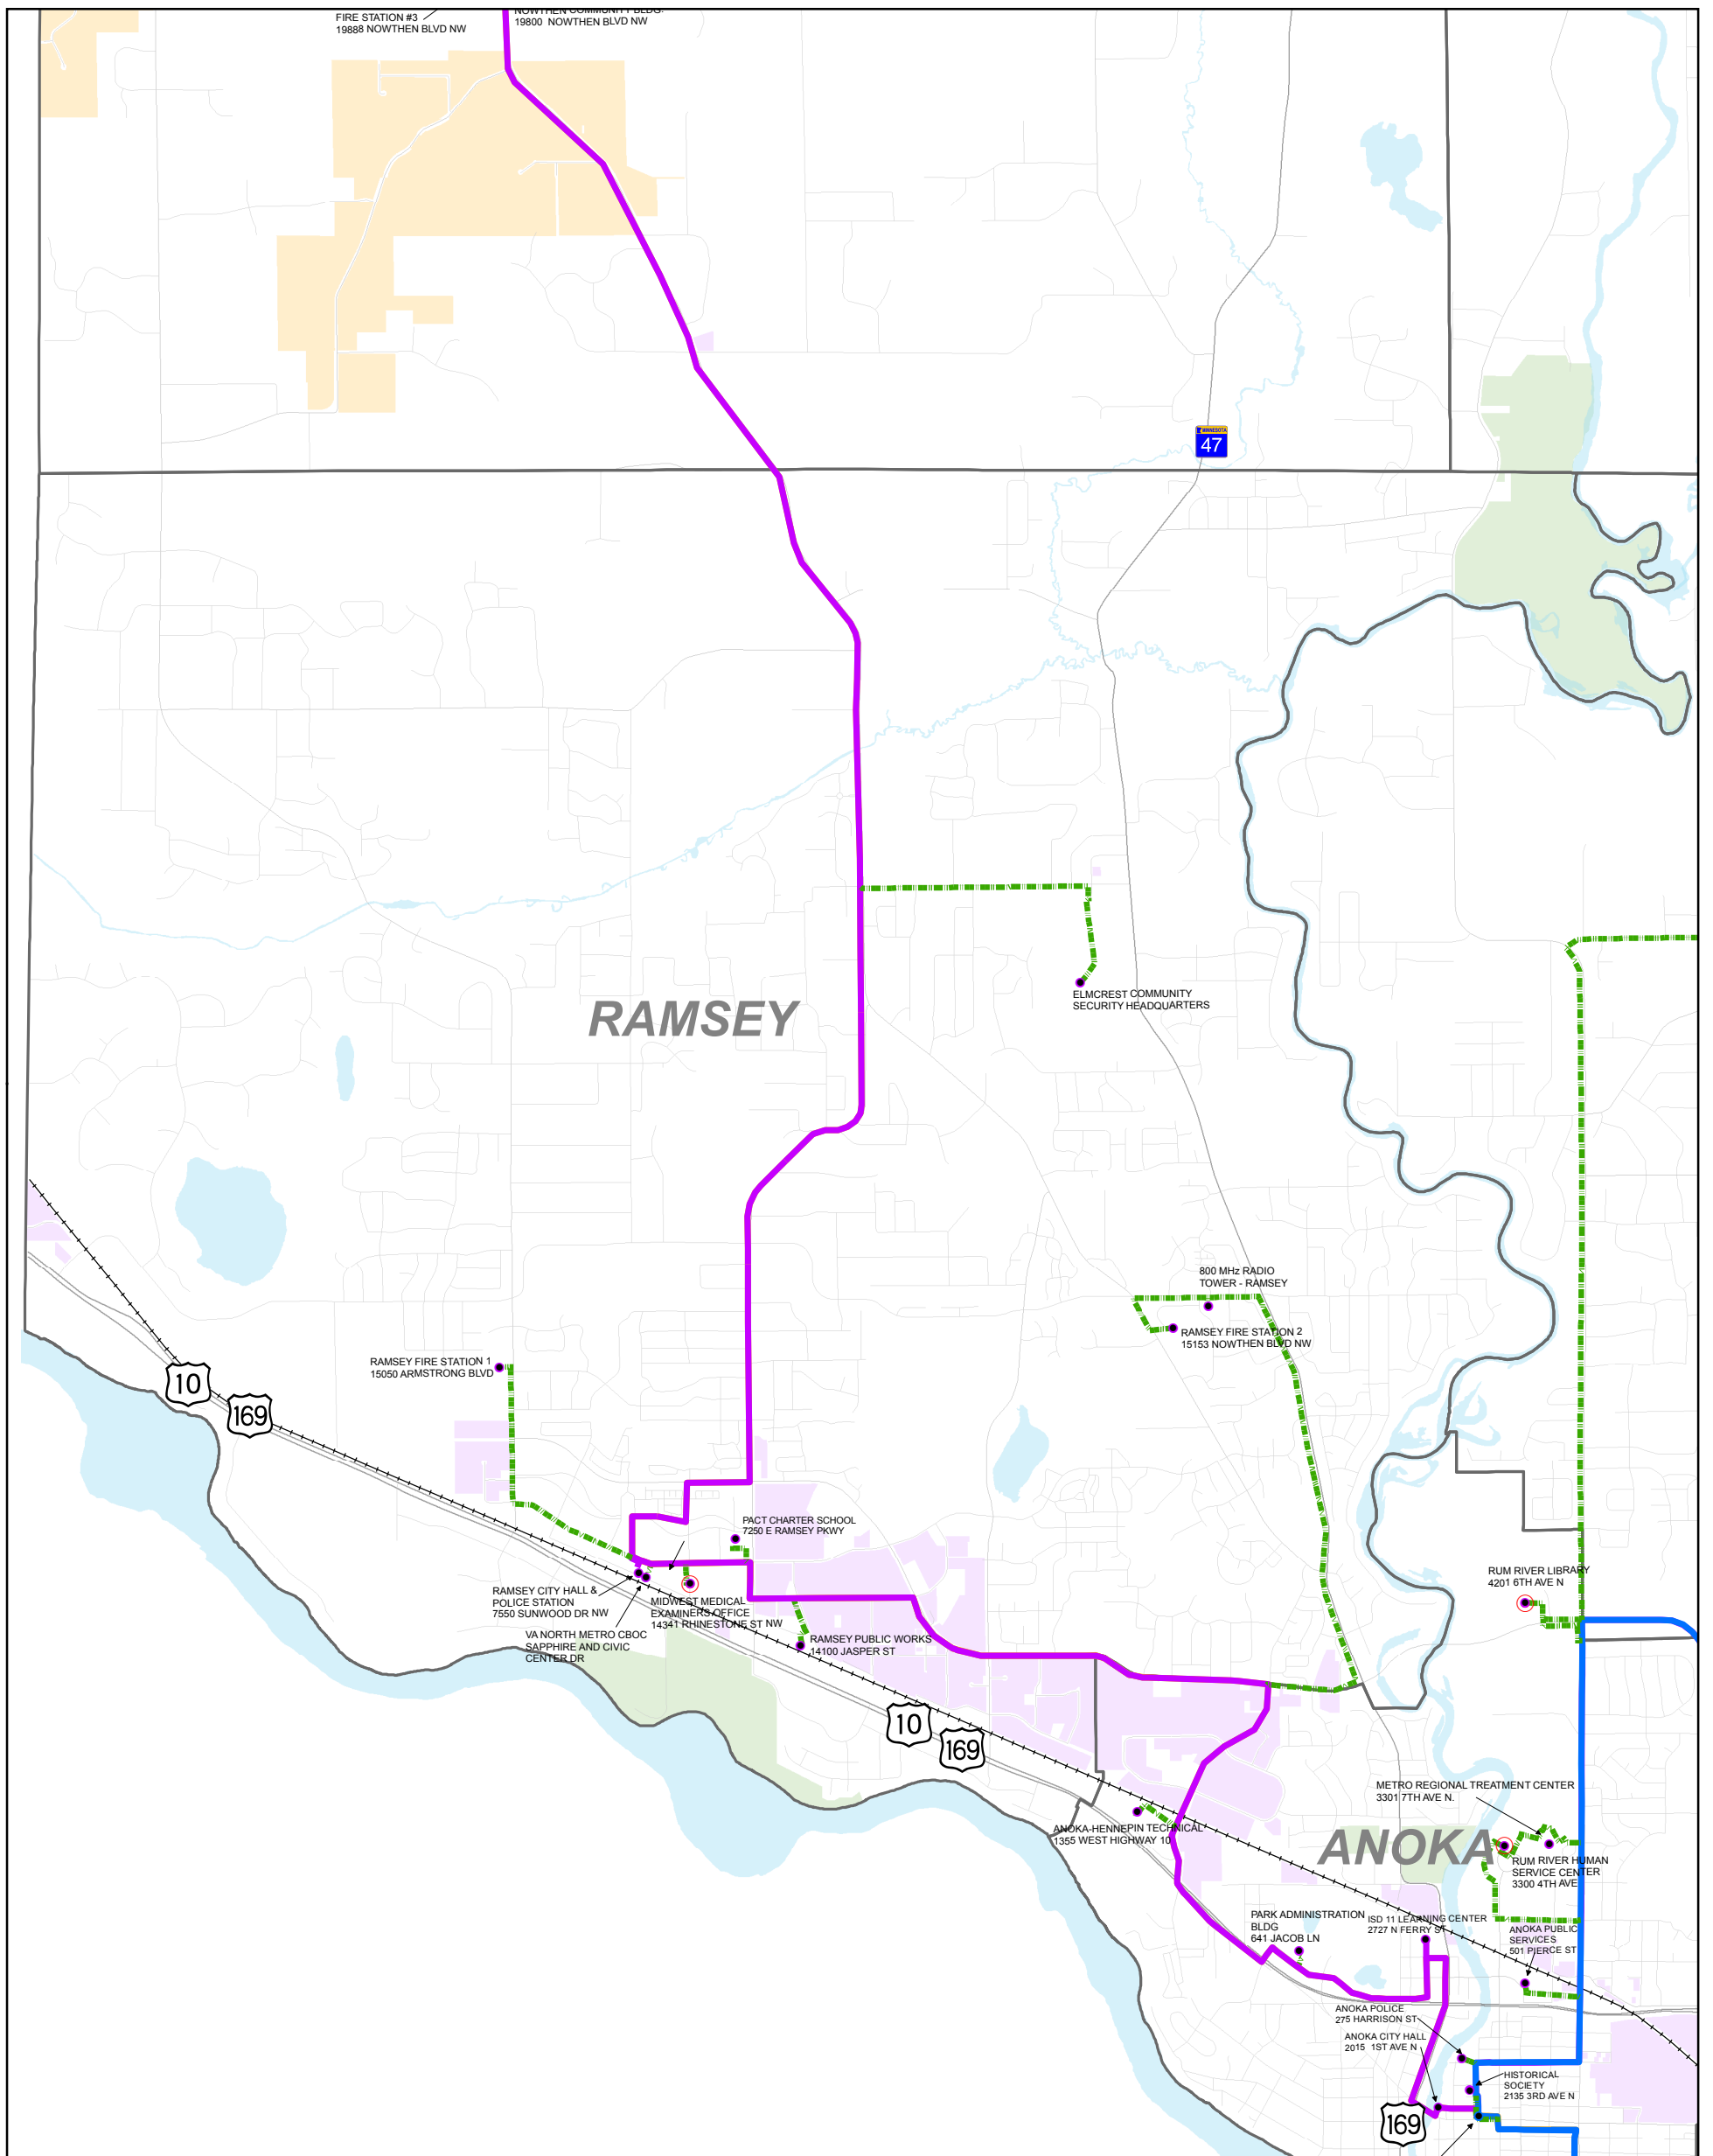 FIRE STATION #3
19888 NOWTHEN BLVD NW
NOWTHEN COMMUNITY BLDG.
19800 NOWTHEN BLVD NW
MINNESOTA
47
ELMCREST COMMUNITY
SECURITY HEADQUARTERS
RAMSEY
800 MHz RADIO
TOWER - RAMSEY
RAMSEY FIRE STATION 2
15153 NOWTHEN BLVD NW
RAMSEY FIRE STATION 1
15050 ARMSTRONG BLVD
10
169
PACT CHARTER SCHOOL
7250 E RAMSEY PKWY
RUM RIVER LIBRARY
4201 6TH AVE N
RAMSEY CITY HALL &
POLICE STATION
7550 SUNWOOD DR NW
MIDWEST MEDICAL
EXAMINERS OFFICE
14341 RHINESTONE ST NW
VA NORTH METRO CBOC
SAPPHIRE AND CIVIC
CENTER DR
RAMSEY PUBLIC WORKS
14100 JASPER ST
10
169
METRO REGIONAL TREATMENT CENTER
3301 7TH AVE N.
ANOKA-HENNEPIN TECHNICAL
1355 WEST HIGHWAY 10
ANOKA
RUM RIVER HUMAN
SERVICE CENTER
3300 4TH AVE
PARK ADMINISTRATION
BLDG
641 JACOB LN
ISD 11 LEARNING CENTER
2727 N FERRY ST
ANOKA PUBLIC
SERVICES
501 PIERCE ST
ANOKA POLICE
275 HARRISON ST
ANOKA CITY HALL
2015 1ST AVE N
HISTORICAL
SOCIETY
2135 3RD AVE N
169